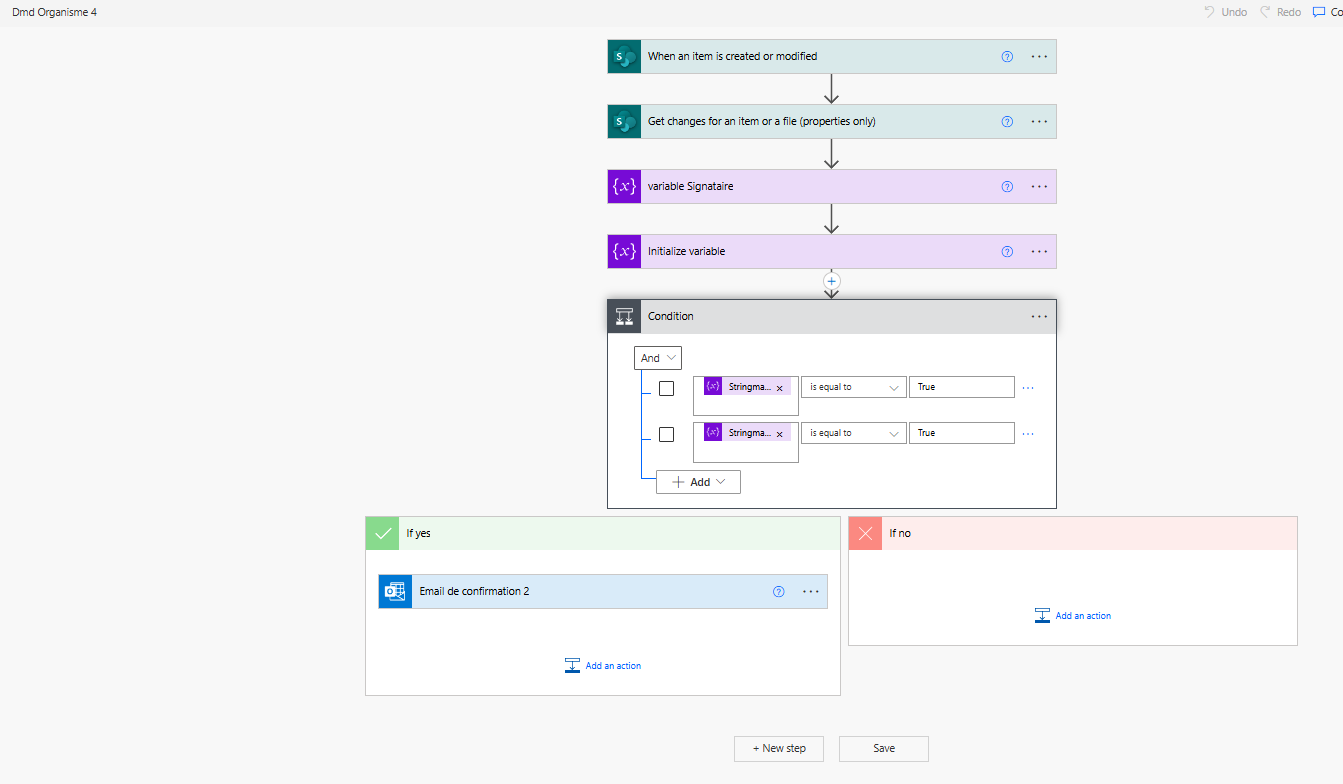 Dmd Organisme 4
Undo Redo Co
When an item is created or modified
Get changes for an item or a file (properties only)
{x} variable Signataire
{x} Initialize variable
Condition
And
{x} Stringma... × is equal to True
{x} Stringma... × is equal to True
+ Add
If yes
If no
Email de confirmation 2
Add an action
Add an action
+ New step Save